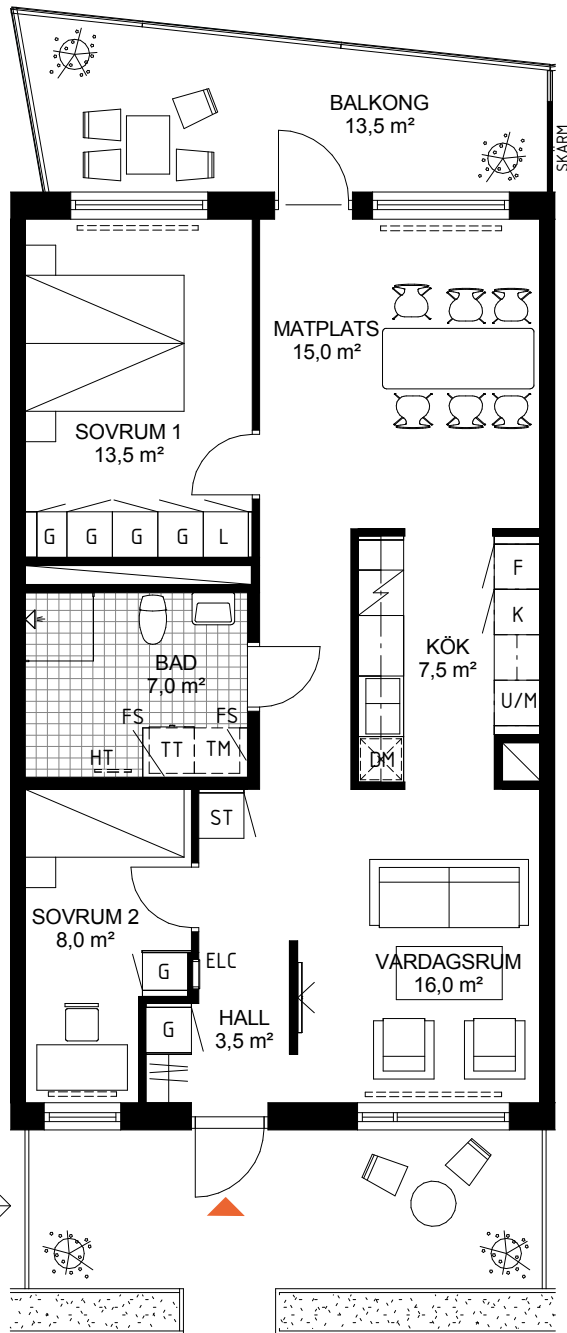 BALKONG
13,5 m²
SKÄRM
MATPLATS
15,0 m²
SOVRUM 1
13,5 m²
G
G
G
G
L
F
K
KÖK
7,5 m²
U/M
BAD
7,0 m²
FS
FS
TT
TM
HT
DM
ST
SOVRUM 2
8,0 m²
G
ELC
VARDAGSRUM
16,0 m²
G
HALL
3,5 m²